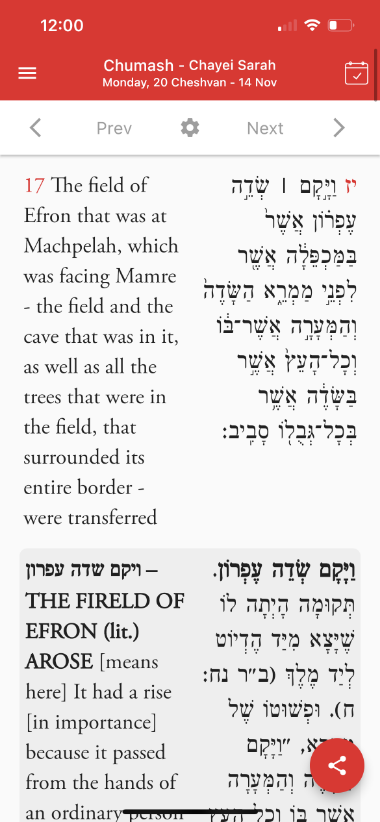 12:00
Chumash - Chayei Sarah
Monday, 20 Cheshvan - 14 Nov
Prev
Next
17 The field of
Efron that was at
Machpelah, which
was facing Mamre
- the field and the
cave that was in it,
as well as all the
trees that were in
the field, that
surrounded its
entire border -
were transferred
יז וַיָּ֣קָם ׀ שְׂדֵ֣ה
עֶפְר֗וֹן אֲשֶׁר֙
בַּמַּכְפֵּלָ֔ה אֲשֶׁ֖ר
לִפְנֵ֣י מַמְרֵ֑א הַשָּׂדֶה֙
וְהַמְּעָרָ֣ה אֲשֶׁר־בּ֔וֹ
וְכָל־הָעֵץ֙ אֲשֶׁ֣ר
בַּשָּׂדֶ֔ה אֲשֶׁ֥ר
בְּכָל־גְּבֻל֖וֹ סָבִֽיב:
ויקם שדה עפרון –
THE FIRELD OF
EFRON (lit.)
AROSE [means
here] It had a rise
[in importance]
because it passed
from the hands of
an ordinary person
וַיָּקָם שְׂדֵה עֶפְרוֹן.
תְּקוּמָה הָיְתָה לוֹ
שֶׁיָּצָא מִיַּד הֶדְיוֹט
לְיַד מֶלֶךְ (ב״ר נח:
ח). וּפְשׁוּטוֹ שֶׁל
״וַיָּקָם
וְהַמְּעָרָה
אֲשֶׁר בּוֹ וְכָל הָעֵץ